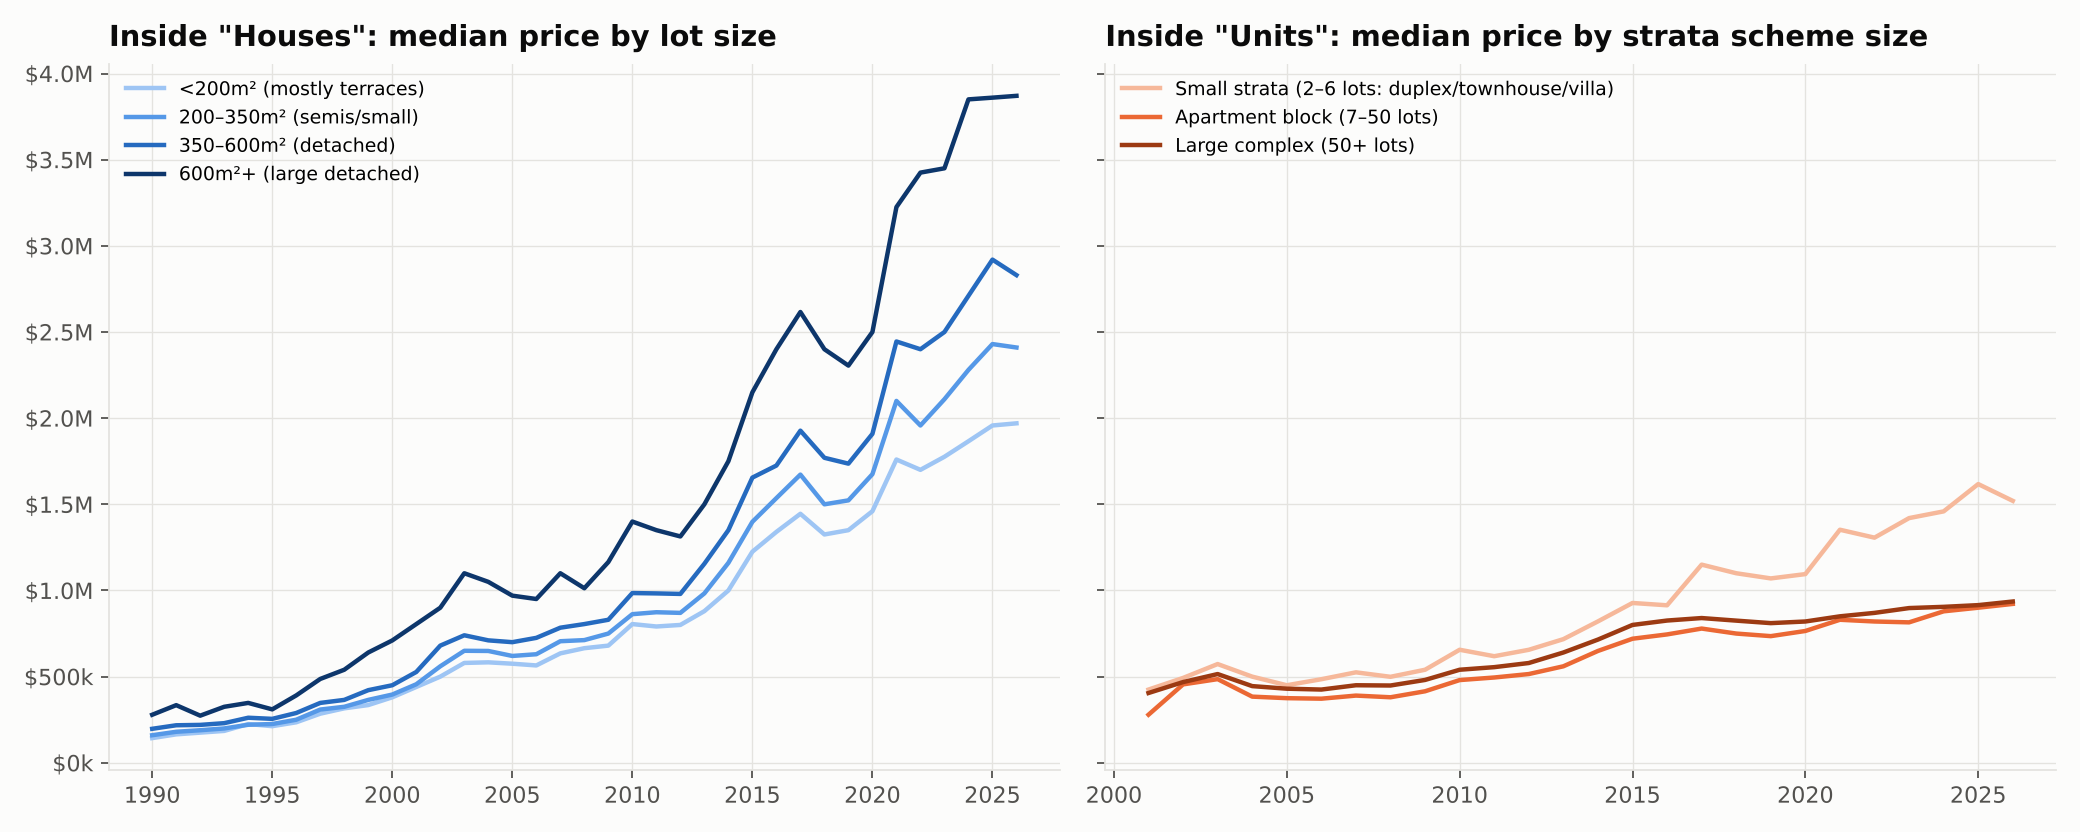 Inside "Houses": median price by lot size
$4.0M
$3.5M
$3.0M
$2.5M
$2.0M
$1.5M
$1.0M
$500k
$0k
<200m² (mostly terraces)
200–350m² (semis/small)
350–600m² (detached)
600m²+ (large detached)
1990 1995 2000 2005 2010 2015 2020 2025
Inside "Units": median price by strata scheme size
Small strata (2–6 lots: duplex/townhouse/villa)
Apartment block (7–50 lots)
Large complex (50+ lots)
2000 2005 2010 2015 2020 2025